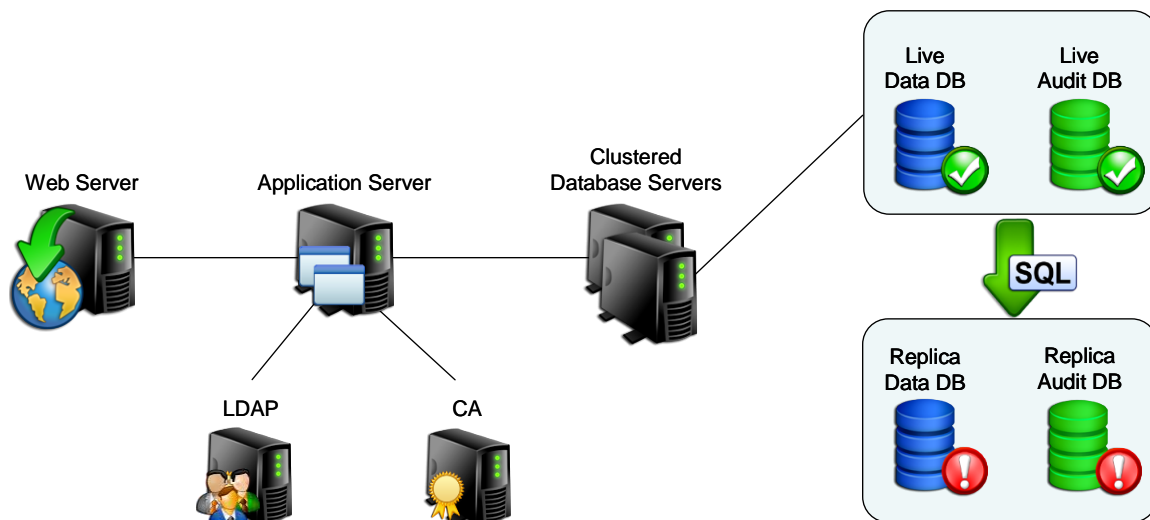 Live
Data DB
Live
Audit DB
Clustered
Database Servers
Web Server
Application Server
SQL
Replica
Data DB
Replica
Audit DB
LDAP
CA